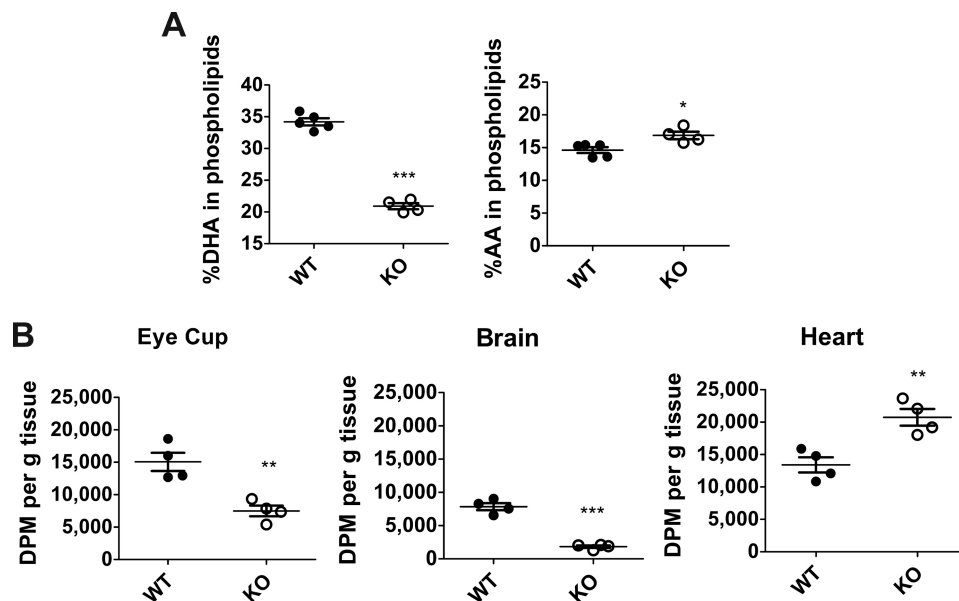 A
%DHA in phospholipids
40
35
30
25
20
15
***
WT
KO
%AA in phospholipids
25
20
15
10
5
0
*
WT
KO
B
Eye Cup
DPM per g tissue
25,000
20,000
15,000
10,000
5,000
0
**
WT
KO
Brain
DPM per g tissue
25,000
20,000
15,000
10,000
5,000
0
***
WT
KO
Heart
DPM per g tissue
25,000
20,000
15,000
10,000
5,000
0
**
WT
KO